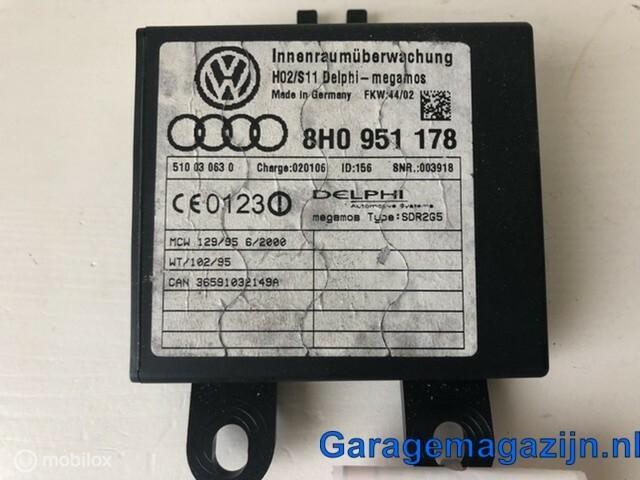 Innenraumüberwachung
H02/S11 Delphi-megamos
Made in Germany FKW:44/02
8H0 951 178
510 03 063 0 Charge:020106 ID:156 SNR.:003918
CE0123
DELPHI
Automotive Systems
megamos Type:SDR2G5
MCW 129/95 6/2000
WT/102/95
CAN 36591032149A
Garagemagazijn.nl
mobilox